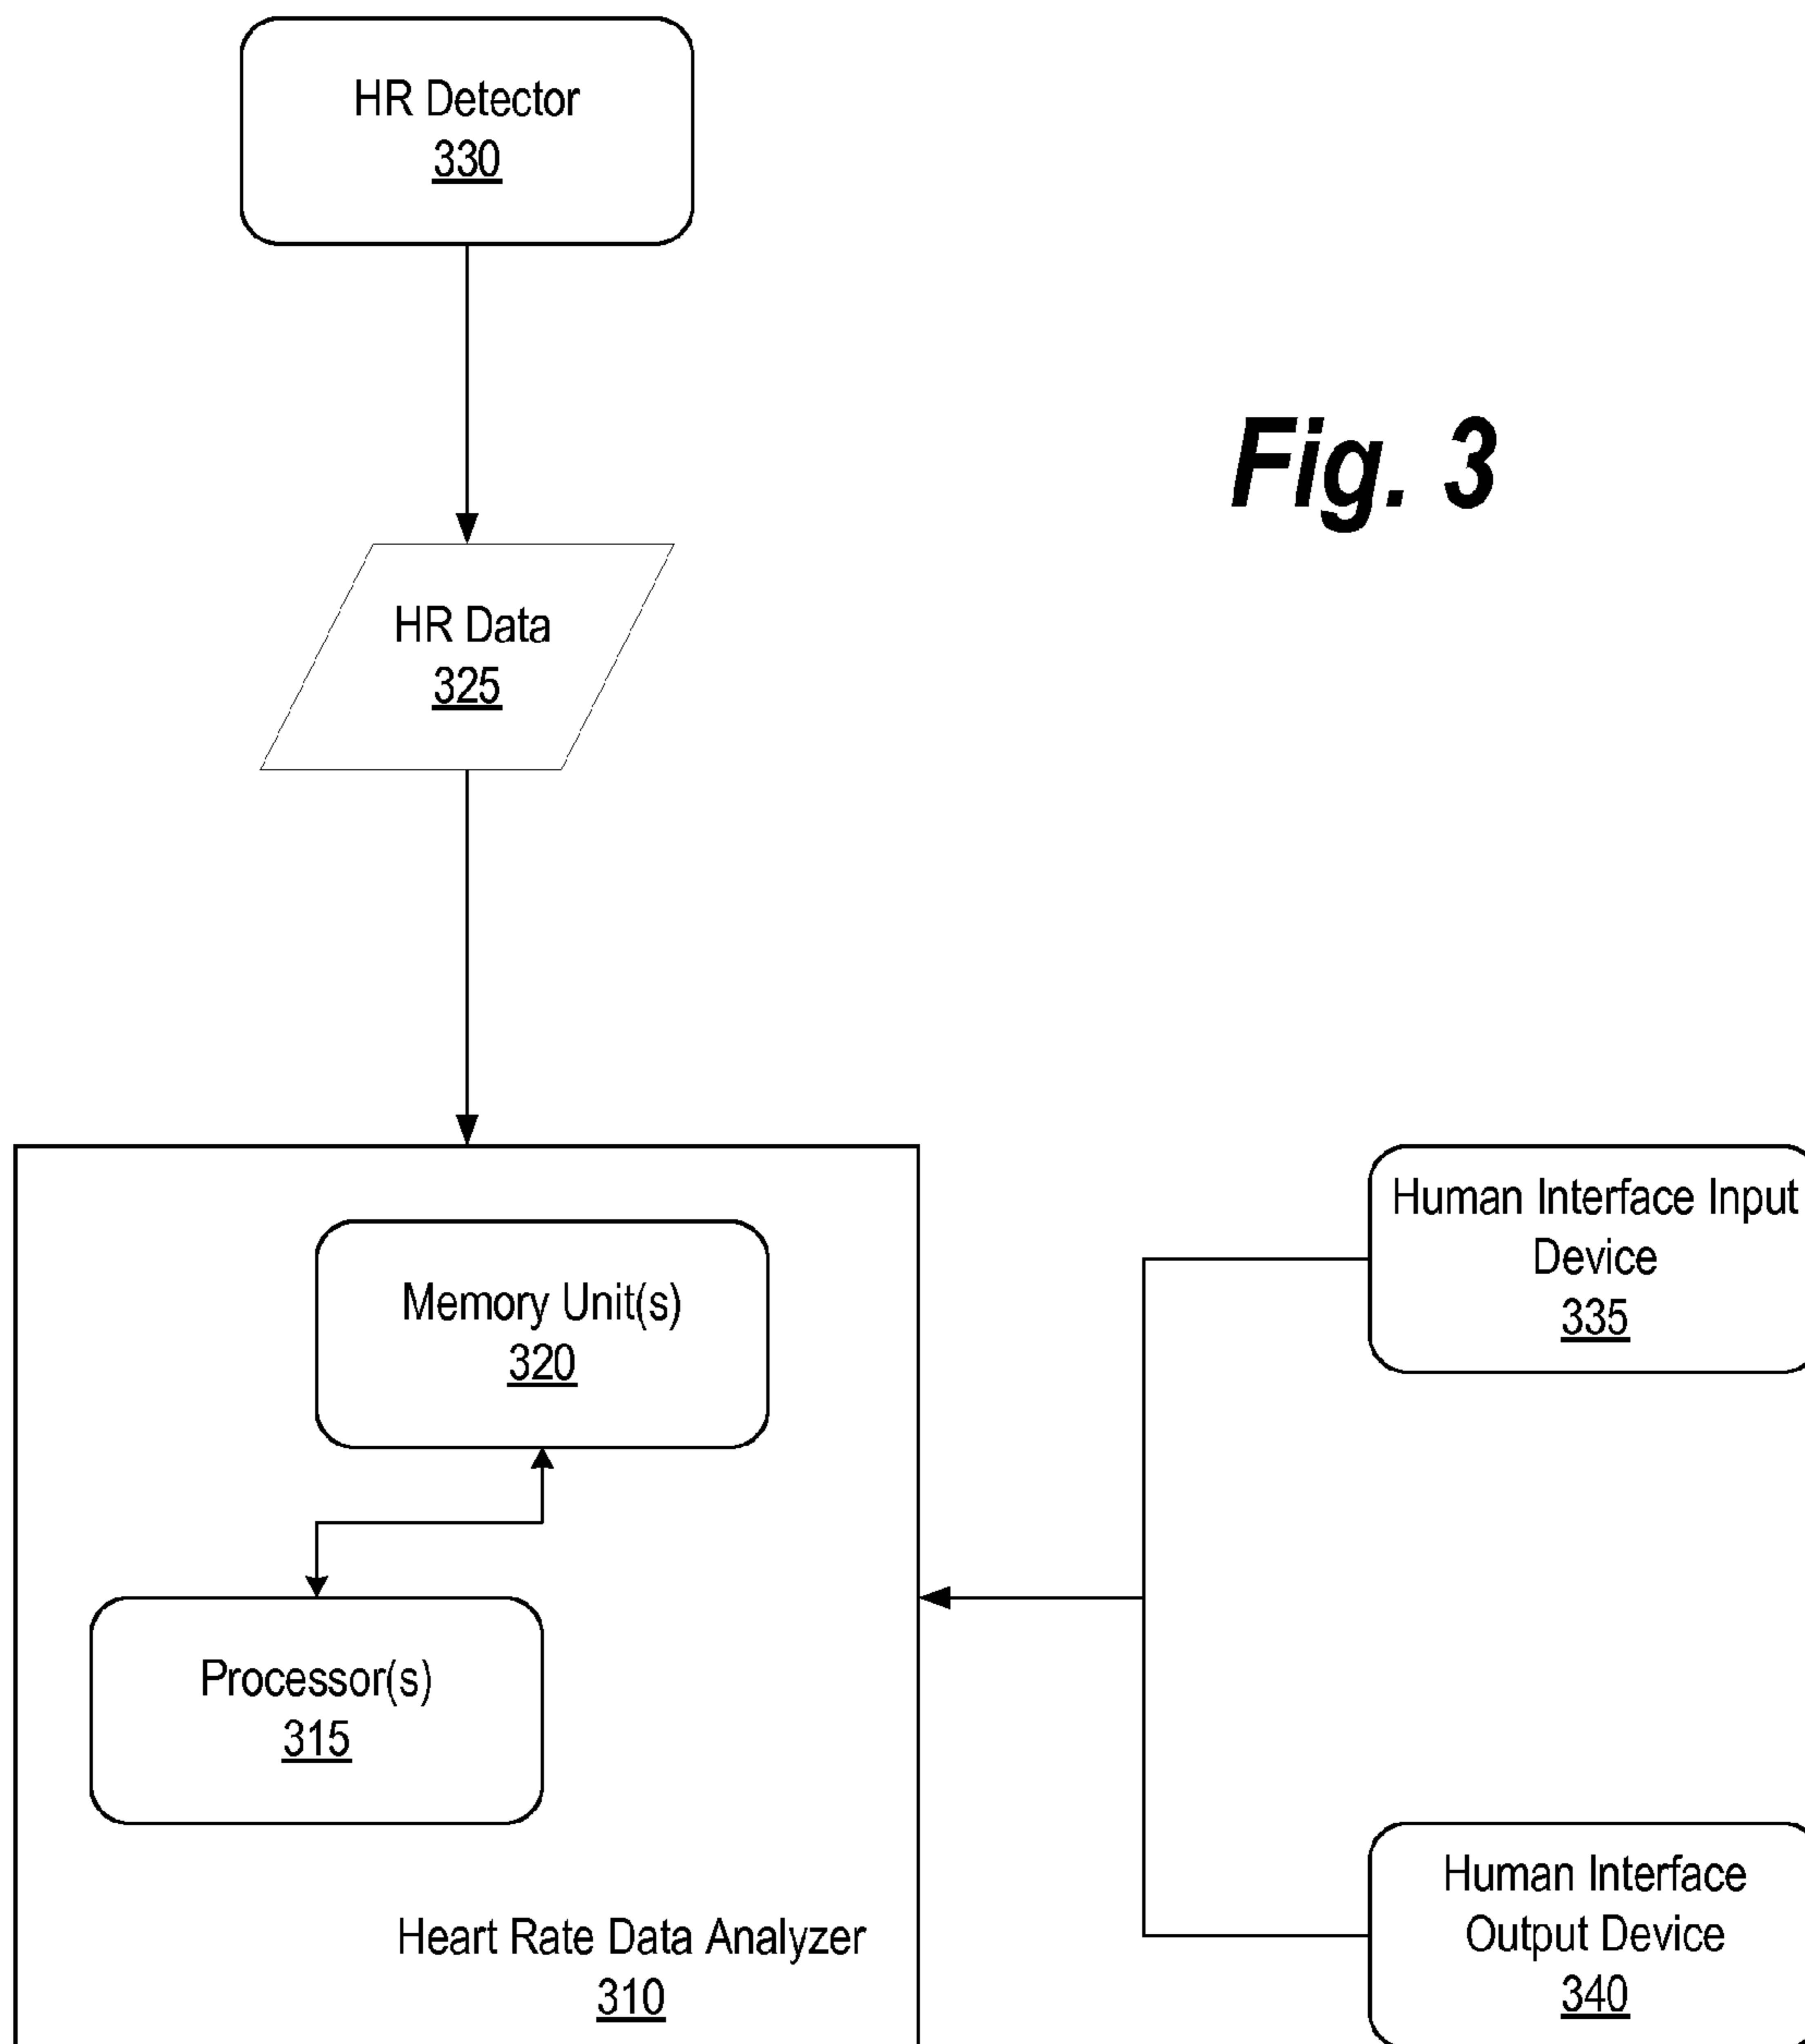 HR Detector
330
Fig. 3
HR Data
325
Human Interface Input
Device
335
Memory Unit(s)
320
Processor(s)
315
Human Interface
Output Device
340
Heart Rate Data Analyzer
310